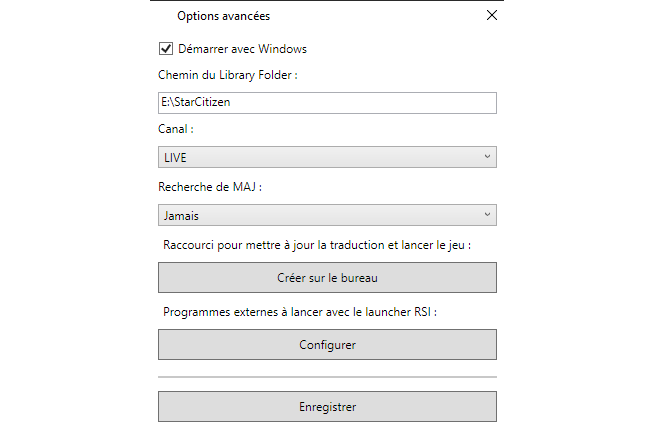 Options avancées
Démarrer avec Windows
Chemin du Library Folder :
E:\StarCitizen
Canal :
LIVE
Recherche de MAJ :
Jamais
Raccourci pour mettre à jour la traduction et lancer le jeu :
Créer sur le bureau
Programmes externes à lancer avec le launcher RSI :
Configurer
Enregistrer